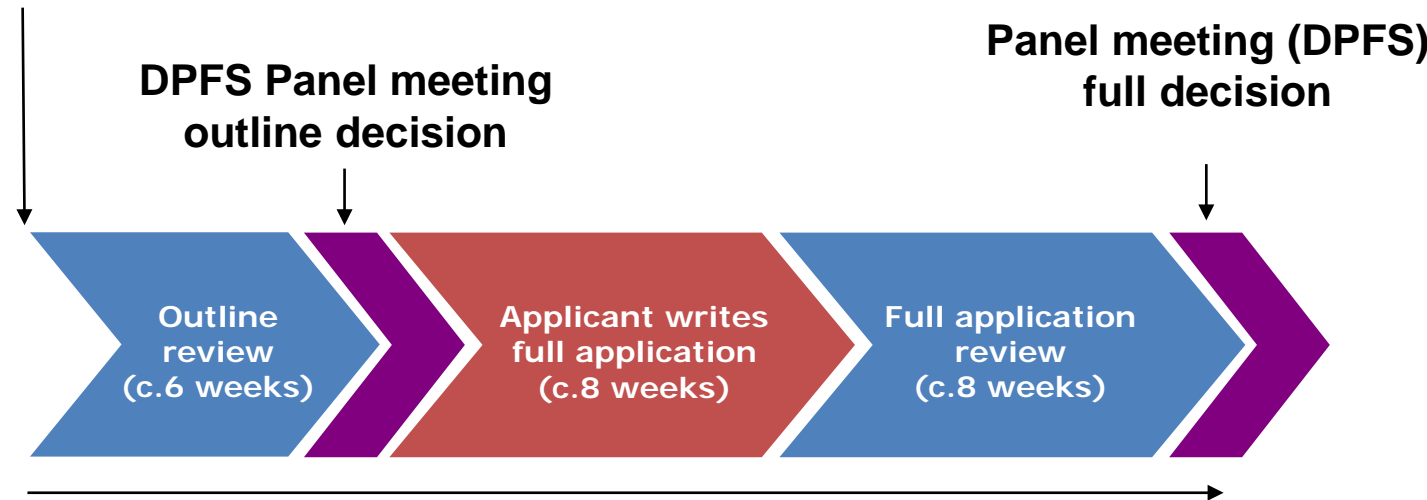 DPFS Panel meeting
outline decision
Panel meeting (DPFS)
full decision
Outline
review
(c.6 weeks)
Applicant writes
full application
(c.8 weeks)
Full application
review
(c.8 weeks)